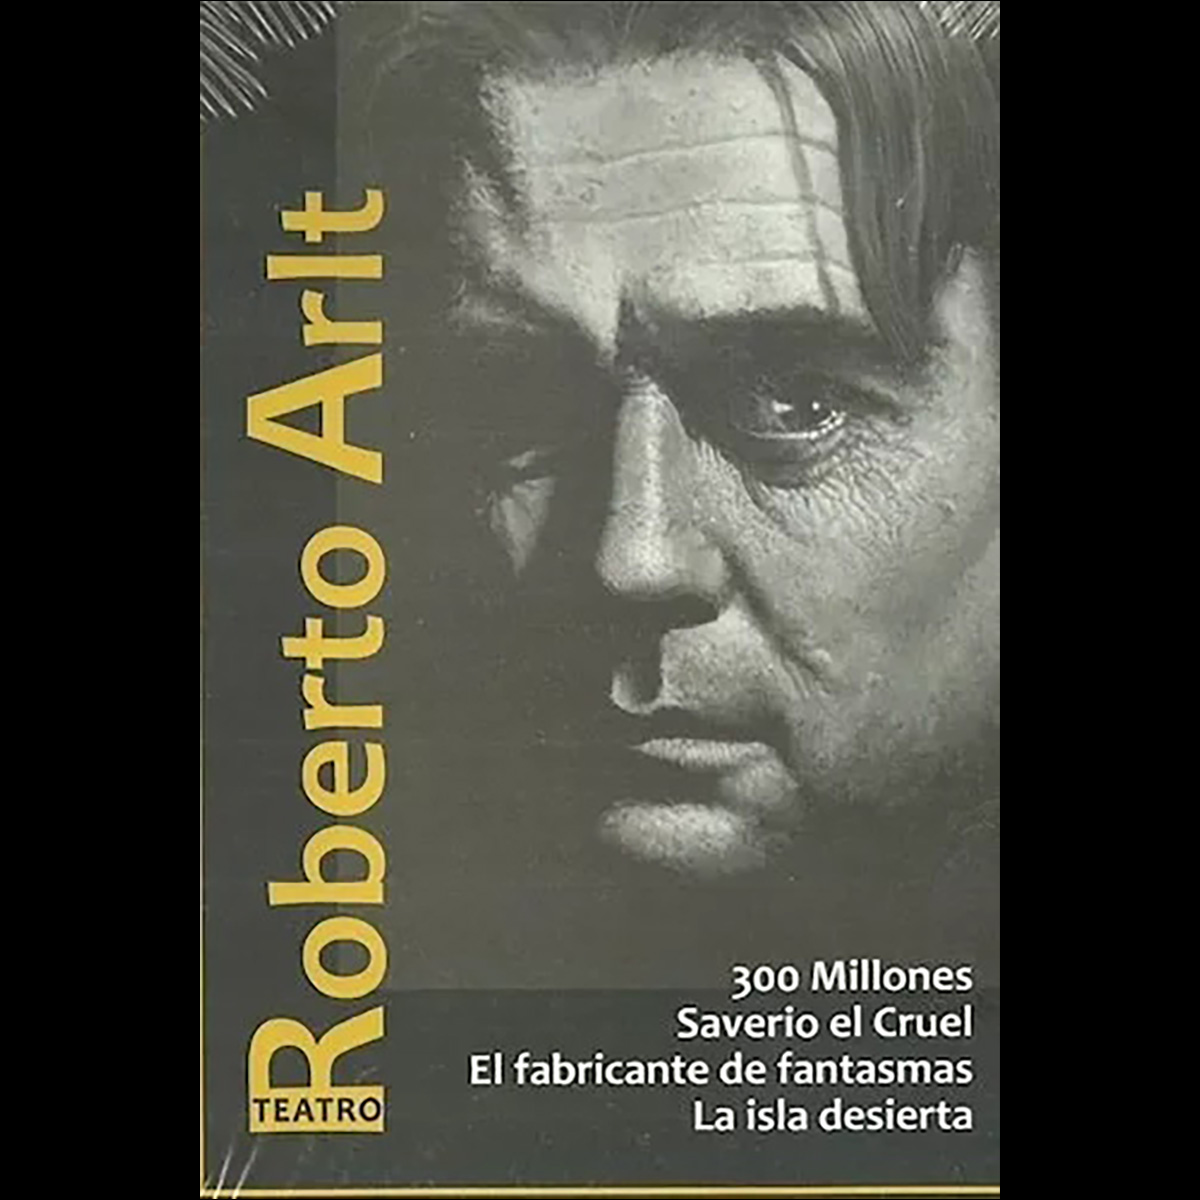 Roberto Arlt
TEATRO
300 Millones
Saverio el Cruel
El fabricante de fantasmas
La isla desierta